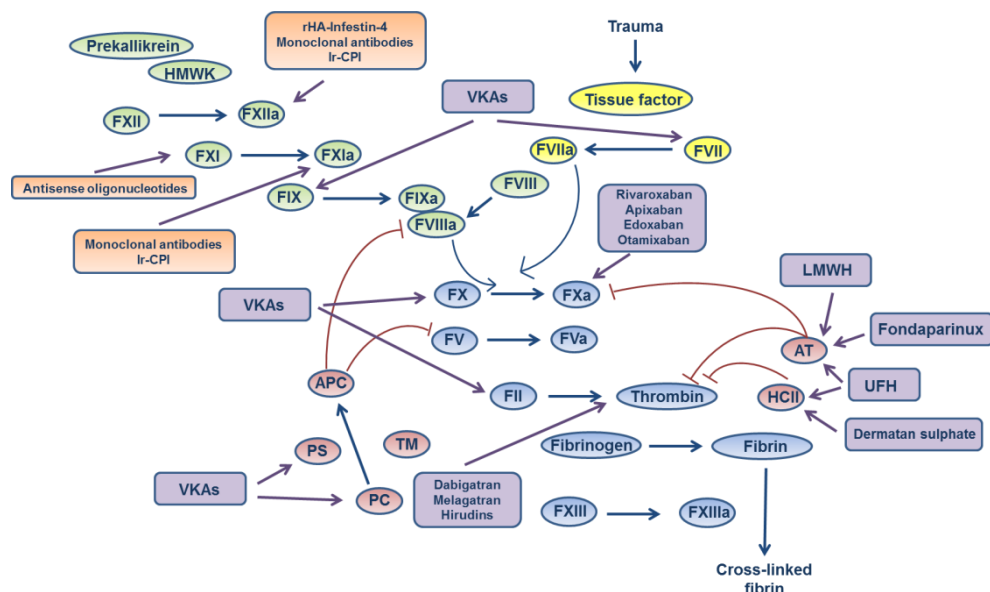 rHA-Infestin-4
Monoclonal antibodies
Ir-CPI
Trauma
Prekallikrein
HMWK
VKAs
Tissue factor
FXII
FXIIa
FXI
FXIa
FVIIa
FVII
Antisense oligonucleotides
FIX
FIXa
FVIII
FVIIIa
Rivaroxaban
Apixaban
Edoxaban
Otamixaban
Monoclonal antibodies
Ir-CPI
LMWH
VKAs
FX
FXa
Fondaparinux
FV
FVa
AT
APC
FII
Thrombin
HCII
UFH
PS
TM
Fibrinogen
Fibrin
Dermatan sulphate
VKAs
PC
Dabigatran
Melagatran
Hirudins
FXIII
FXIIIa
Cross-linked
fibrin